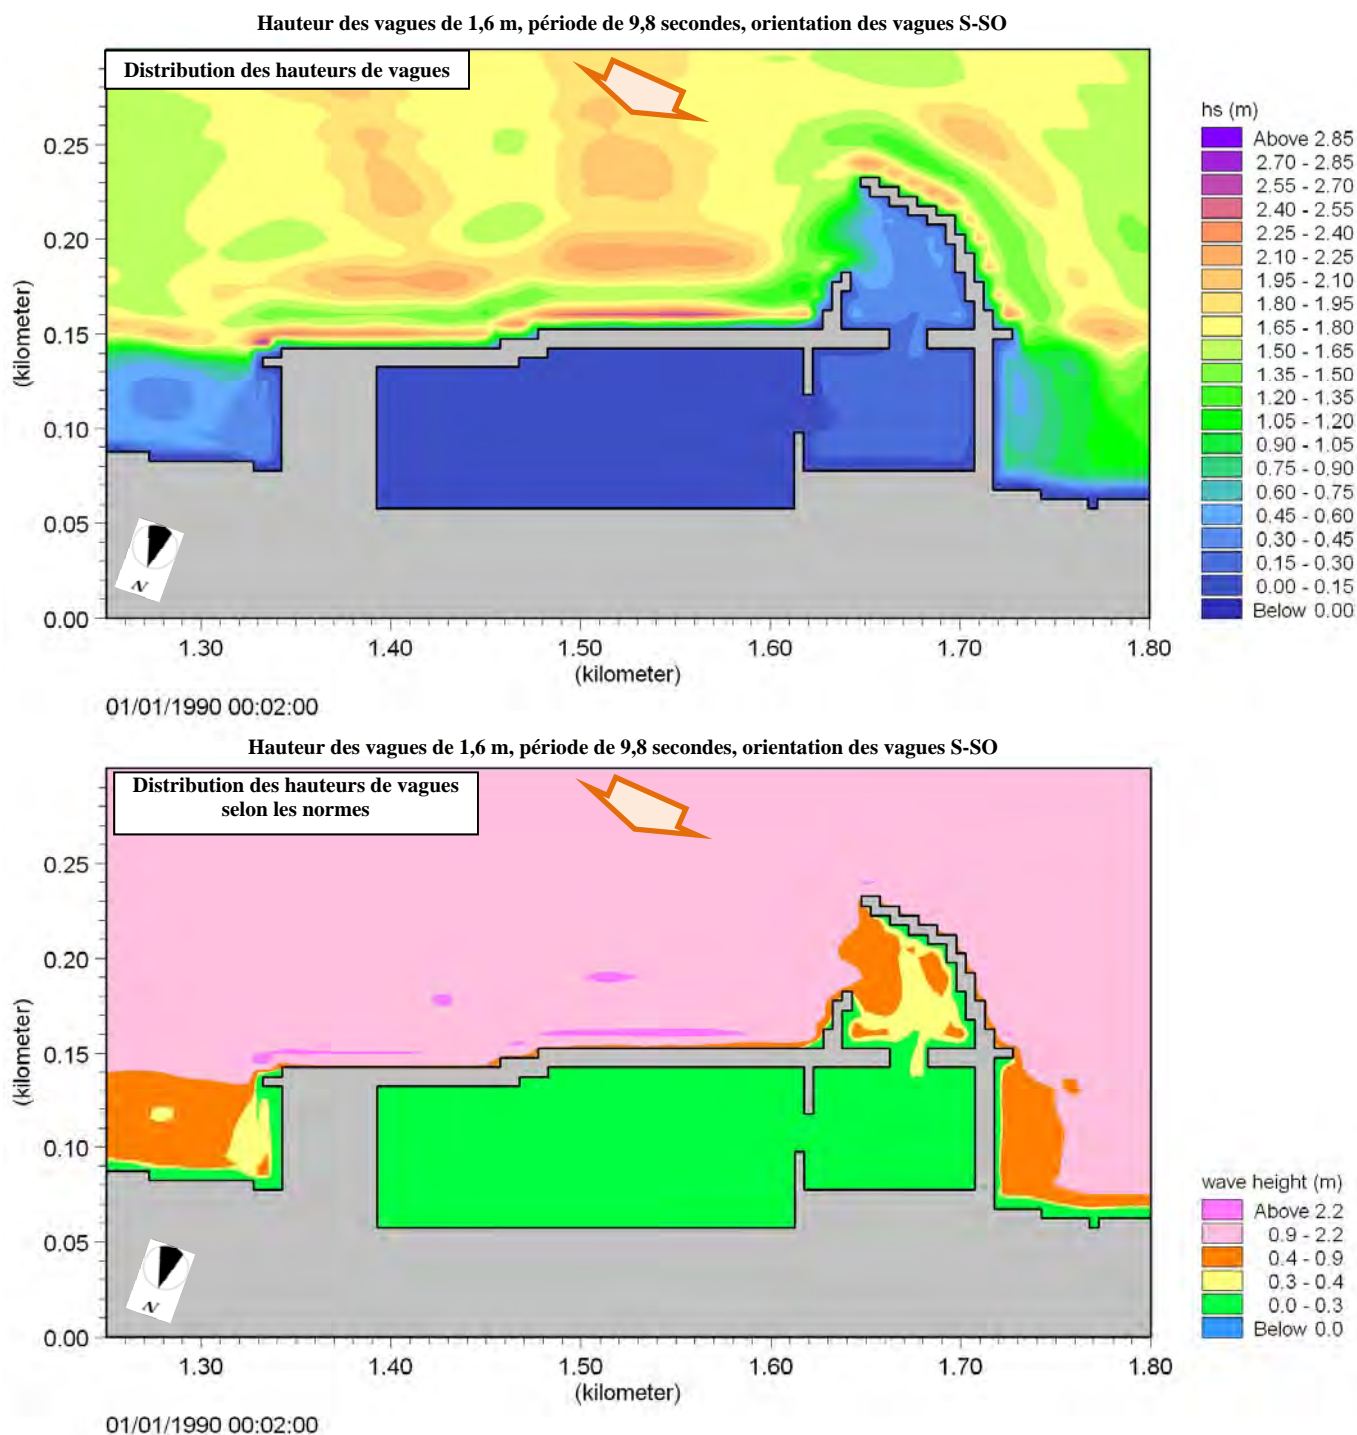 Hauteur des vagues de 1,6 m, période de 9,8 secondes, orientation des vagues S-SO
Distribution des hauteurs de vagues
hs (m)
Above 2.85
2.70 - 2.85
2.55 - 2.70
2.40 - 2.55
2.25 - 2.40
2.10 - 2.25
1.95 - 2.10
1.80 - 1.95
1.65 - 1.80
1.50 - 1.65
1.35 - 1.50
1.20 - 1.35
1.05 - 1.20
0.90 - 1.05
0.75 - 0.90
0.60 - 0.75
0.45 - 0.60
0.30 - 0.45
0.15 - 0.30
0.00 - 0.15
Below 0.00
(kilometer)
0.25
0.20
0.15
0.10
0.05
0.00
N
1.30 1.40 1.50 1.60 1.70 1.80
(kilometer)
01/01/1990 00:02:00
Hauteur des vagues de 1,6 m, période de 9,8 secondes, orientation des vagues S-SO
Distribution des hauteurs de vagues
selon les normes
(kilometer)
0.25
0.20
0.15
0.10
0.05
0.00
N
wave height (m)
Above 2.2
0.9 - 2.2
0.4 - 0.9
0.3 - 0.4
0.0 - 0.3
Below 0.0
1.30 1.40 1.50 1.60 1.70 1.80
(kilometer)
01/01/1990 00:02:00